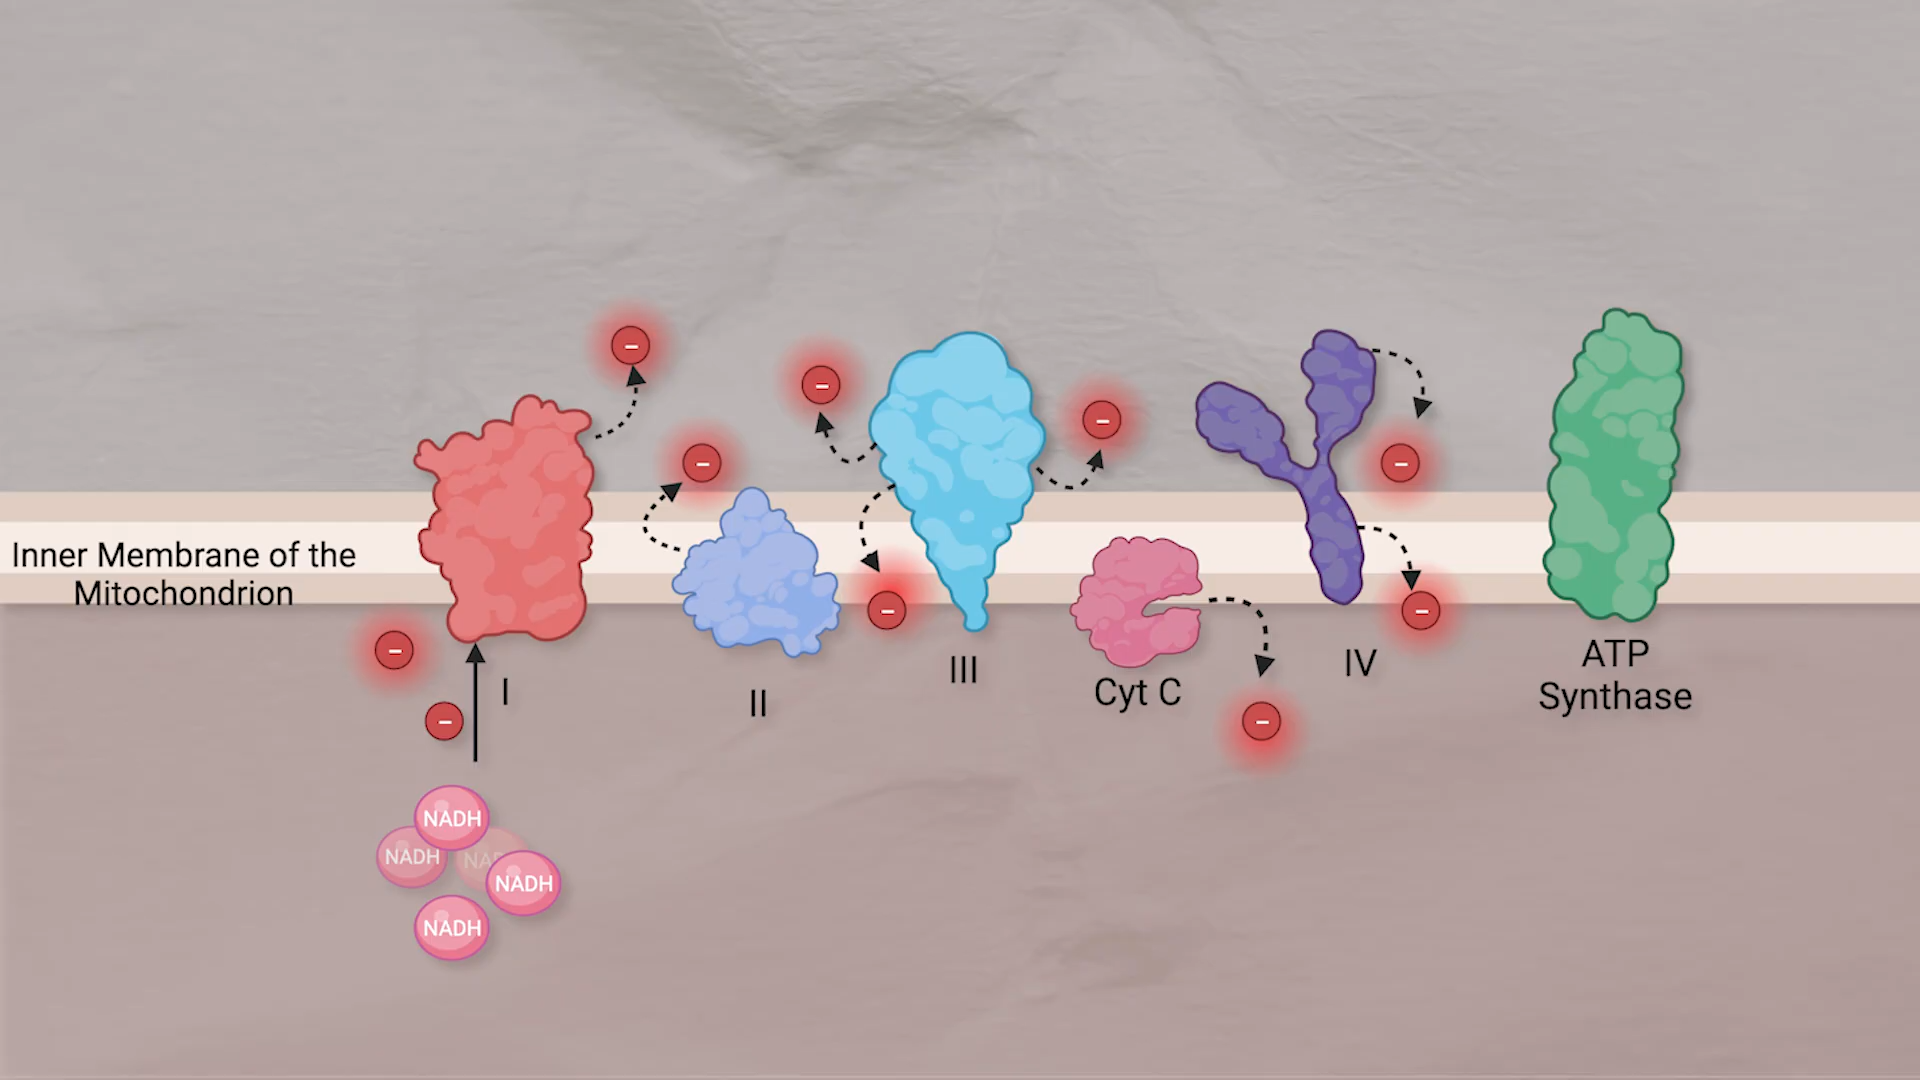 Inner Membrane of the
Mitochondrion
I
II
III
Cyt C
IV
ATP
Synthase
NADH
NADH
NADH
NADH